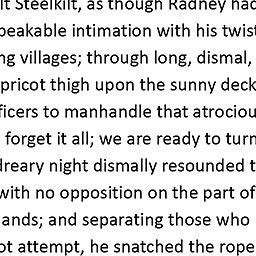 lt Steelkilt, as though Radney had
peakable intimation with his twist
ng villages; through long, dismal,
pricot thigh upon the sunny deck
ficers to manhandle that atrociou
forget it all; we are ready to turn
dreary night dismally resounded t
with no opposition on the part of
ands; and separating those who
ot attempt, he snatched the rope